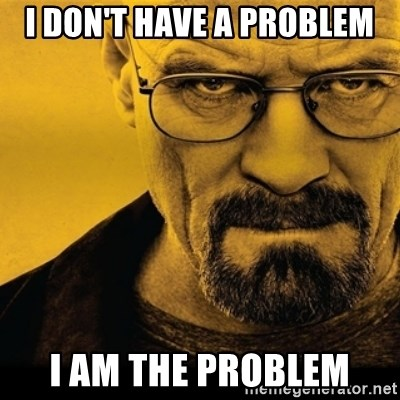 I DON'T HAVE A PROBLEM
I AM THE PROBLEM
memegenerator.net